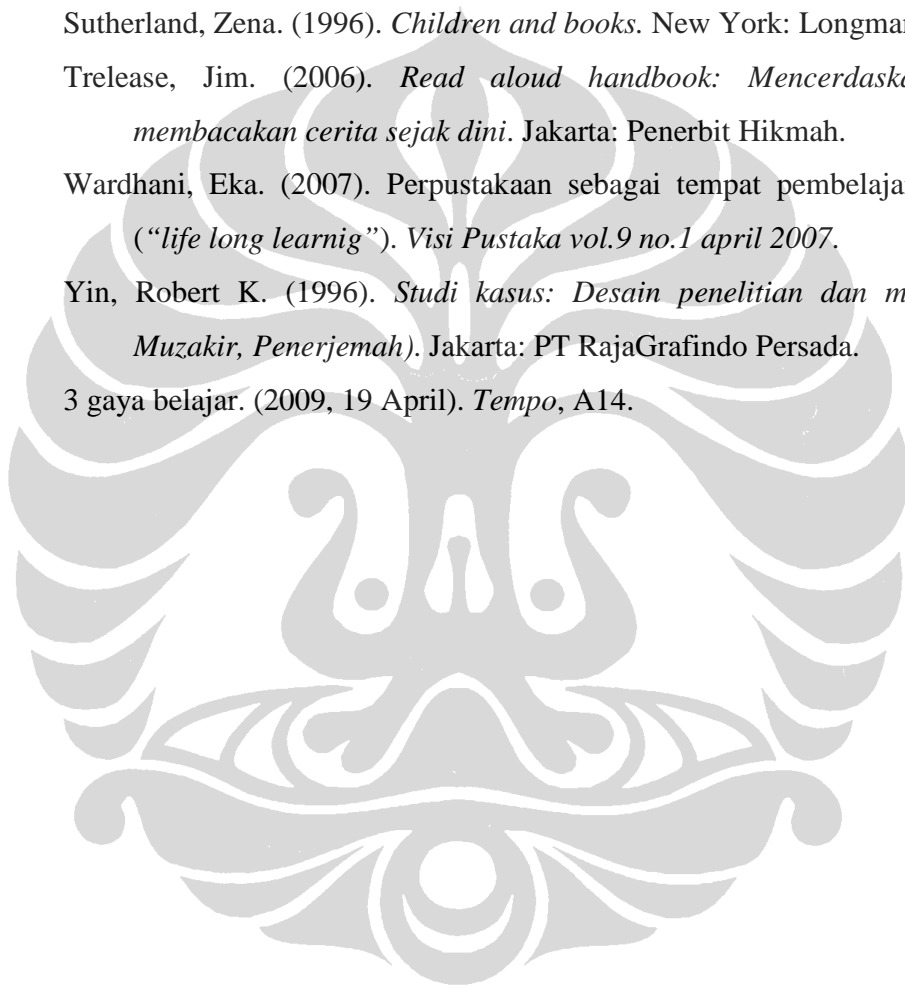 Sutherland, Zena. (1996). Children and books. New York: Longman
Trelease, Jim. (2006). Read aloud handbook: Mencerdaska
membacakan cerita sejak dini. Jakarta: Penerbit Hikmah.
Wardhani, Eka. (2007). Perpustakaan sebagai tempat pembelajar
(“life long learnig”). Visi Pustaka vol.9 no.1 april 2007.
Yin, Robert K. (1996). Studi kasus: Desain penelitian dan m
Muzakir, Penerjemah). Jakarta: PT RajaGrafindo Persada.
3 gaya belajar. (2009, 19 April). Tempo, A14.